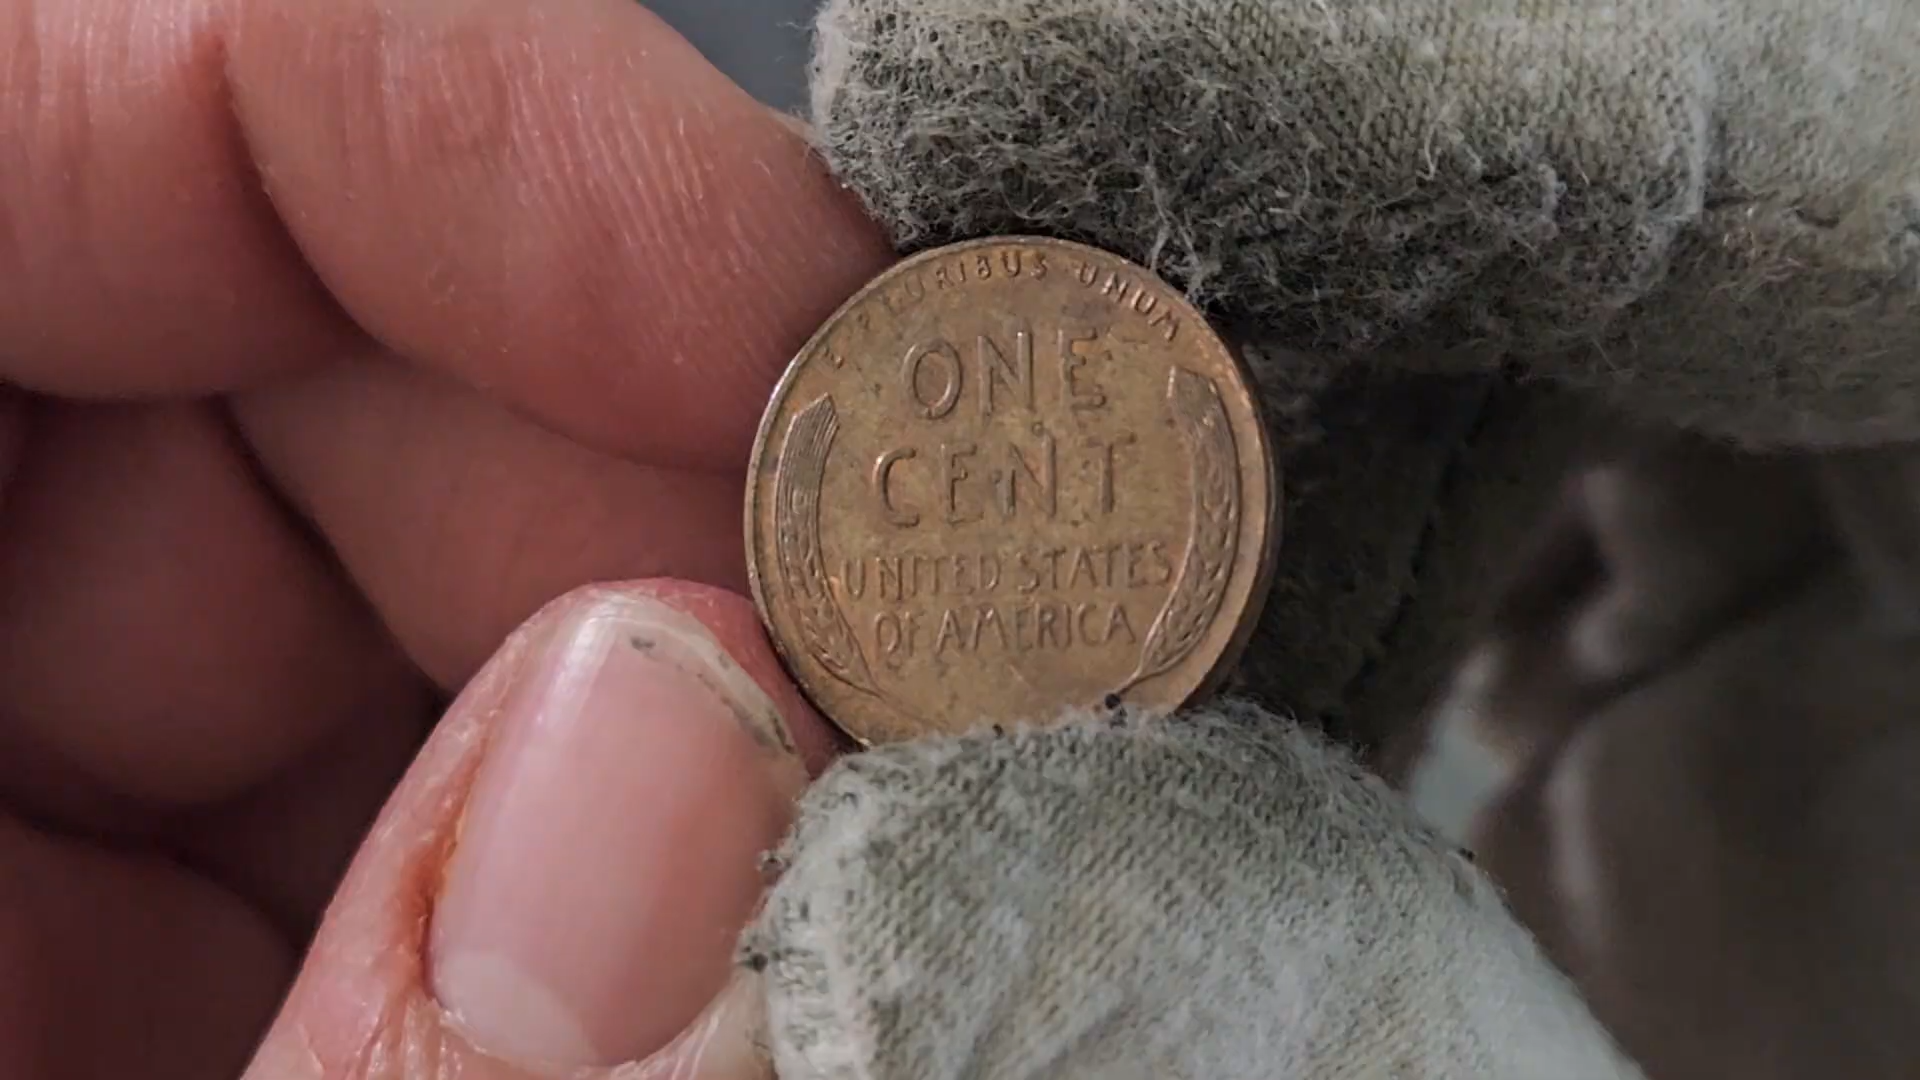 E PLURIBUS UNUM
ONE
CENT
UNITED STATES
OF AMERICA